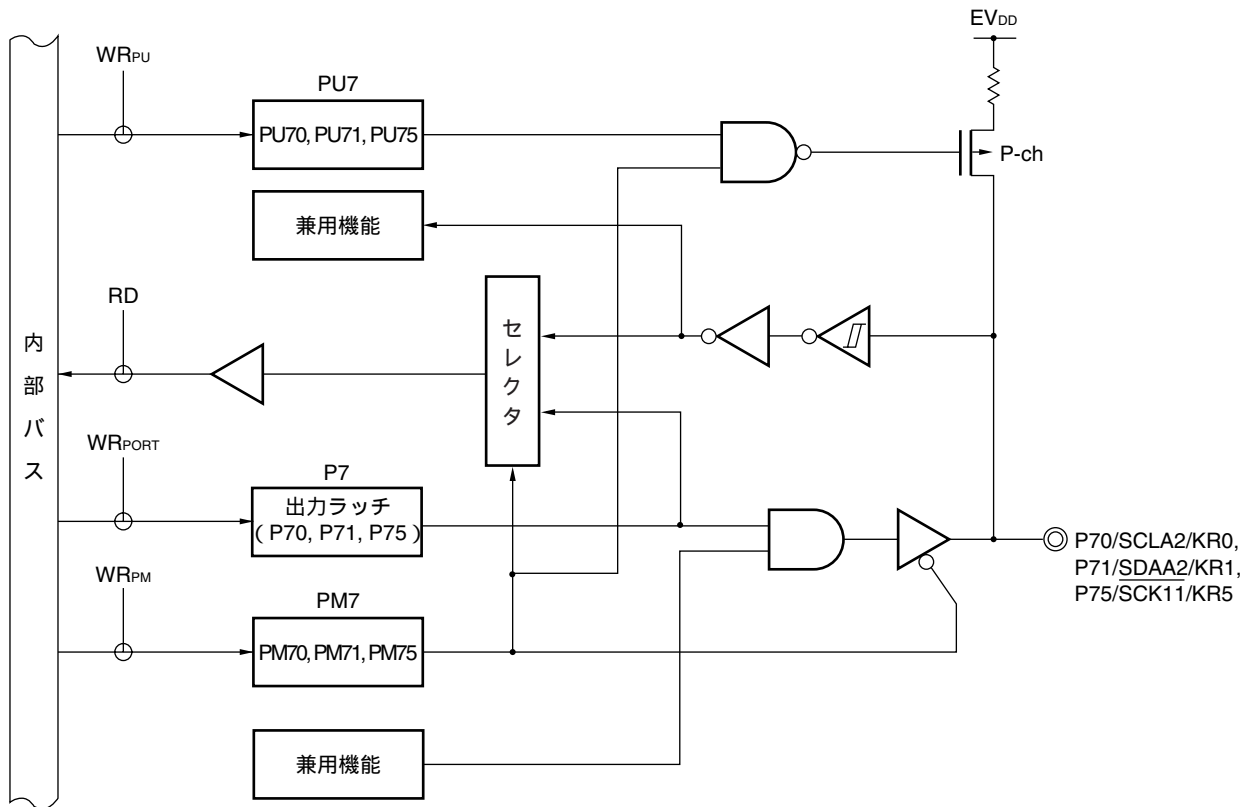 EVDD
WRPU
PU7
PU70, PU71, PU75
P-ch
兼用機能
RD
セレクタ
内部バス
WRPORT
P7
出力ラッチ
( P70, P71, P75 )
P70/SCLA2/KR0,
P71/SDAA2/KR1,
P75/SCK11/KR5
WRPM
PM7
PM70, PM71, PM75
兼用機能